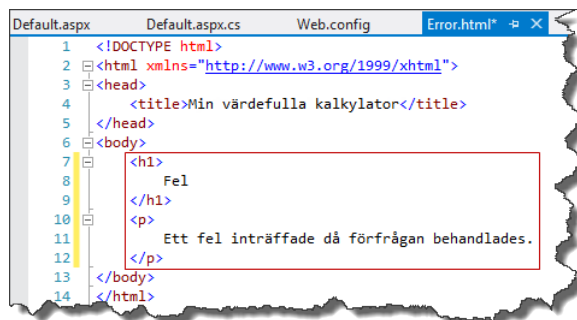 Default.aspx Default.aspx.cs Web.config Error.html*
1 <!DOCTYPE html>
2 <html xmlns="http://www.w3.org/1999/xhtml">
3 <head>
4 <title>Min värdefulla kalkylator</title>
5 </head>
6 <body>
7 <h1>
8 Fel
9 </h1>
10 <p>
11 Ett fel inträffade då förfrågan behandlades.
12 </p>
13 </body>
14 </html>